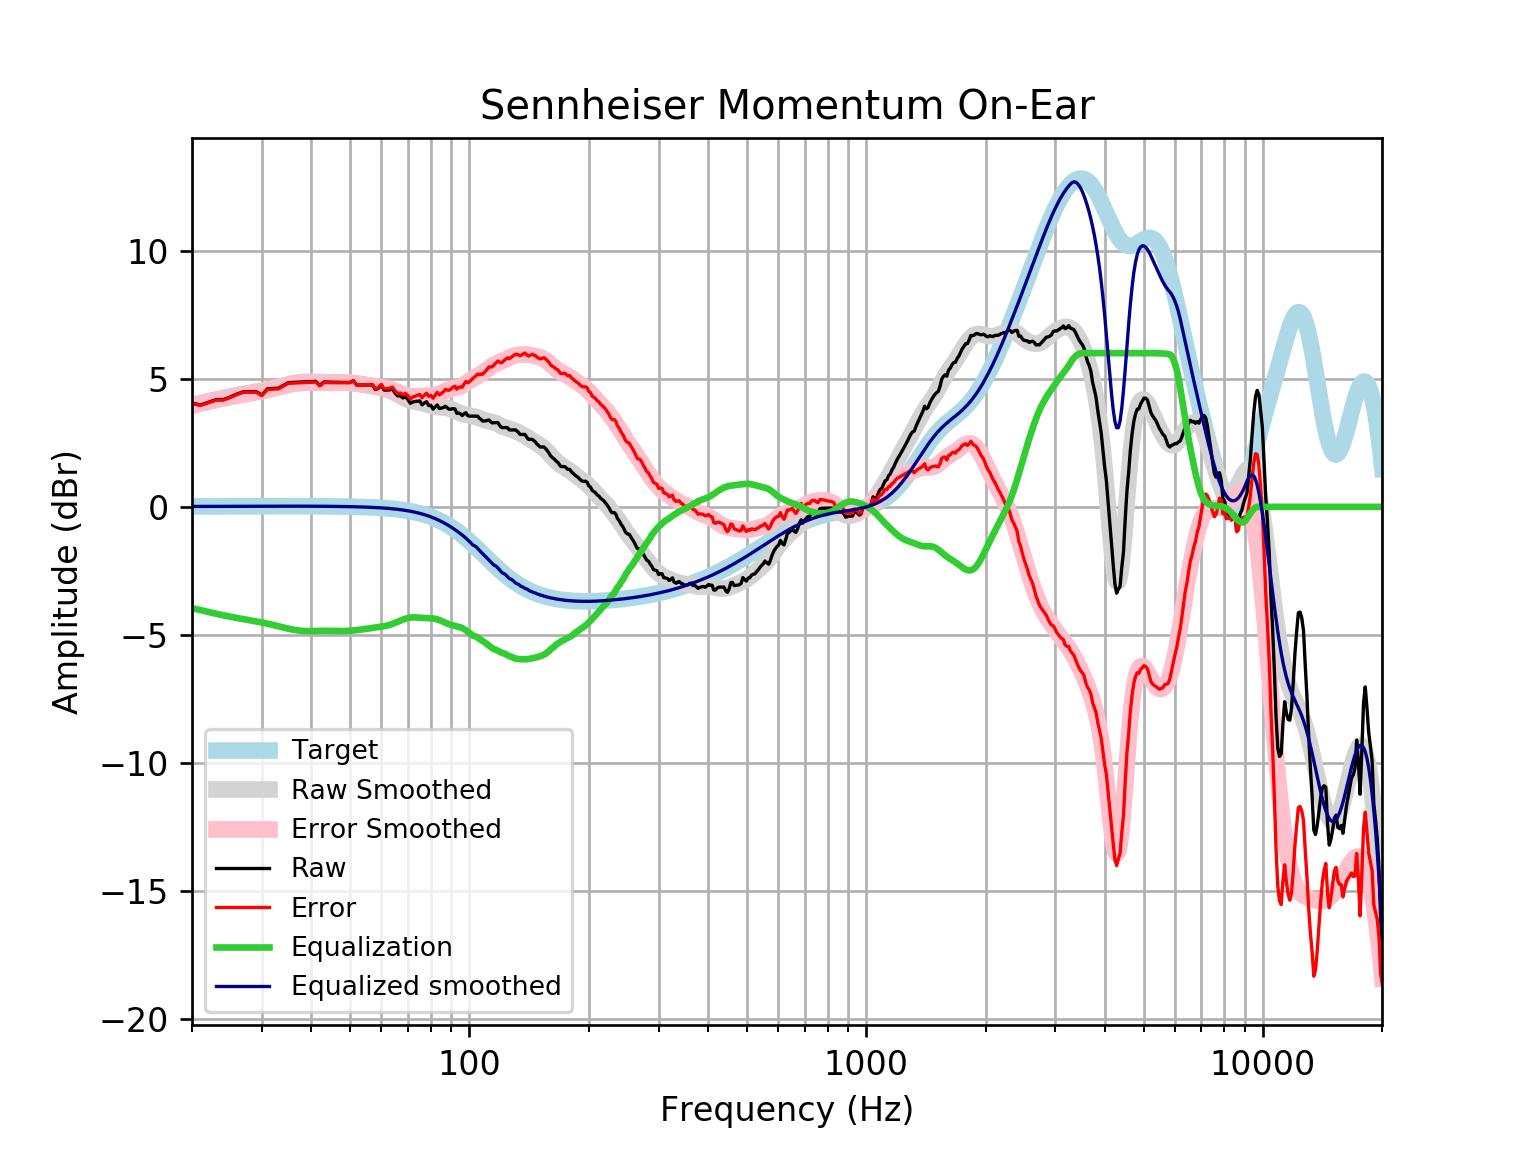 Sennheiser Momentum On-Ear
Amplitude (dBr)
10
5
0
−5
−10
−15
−20
Target
Raw Smoothed
Error Smoothed
Raw
Error
Equalization
Equalized smoothed
100
1000
10000
Frequency (Hz)